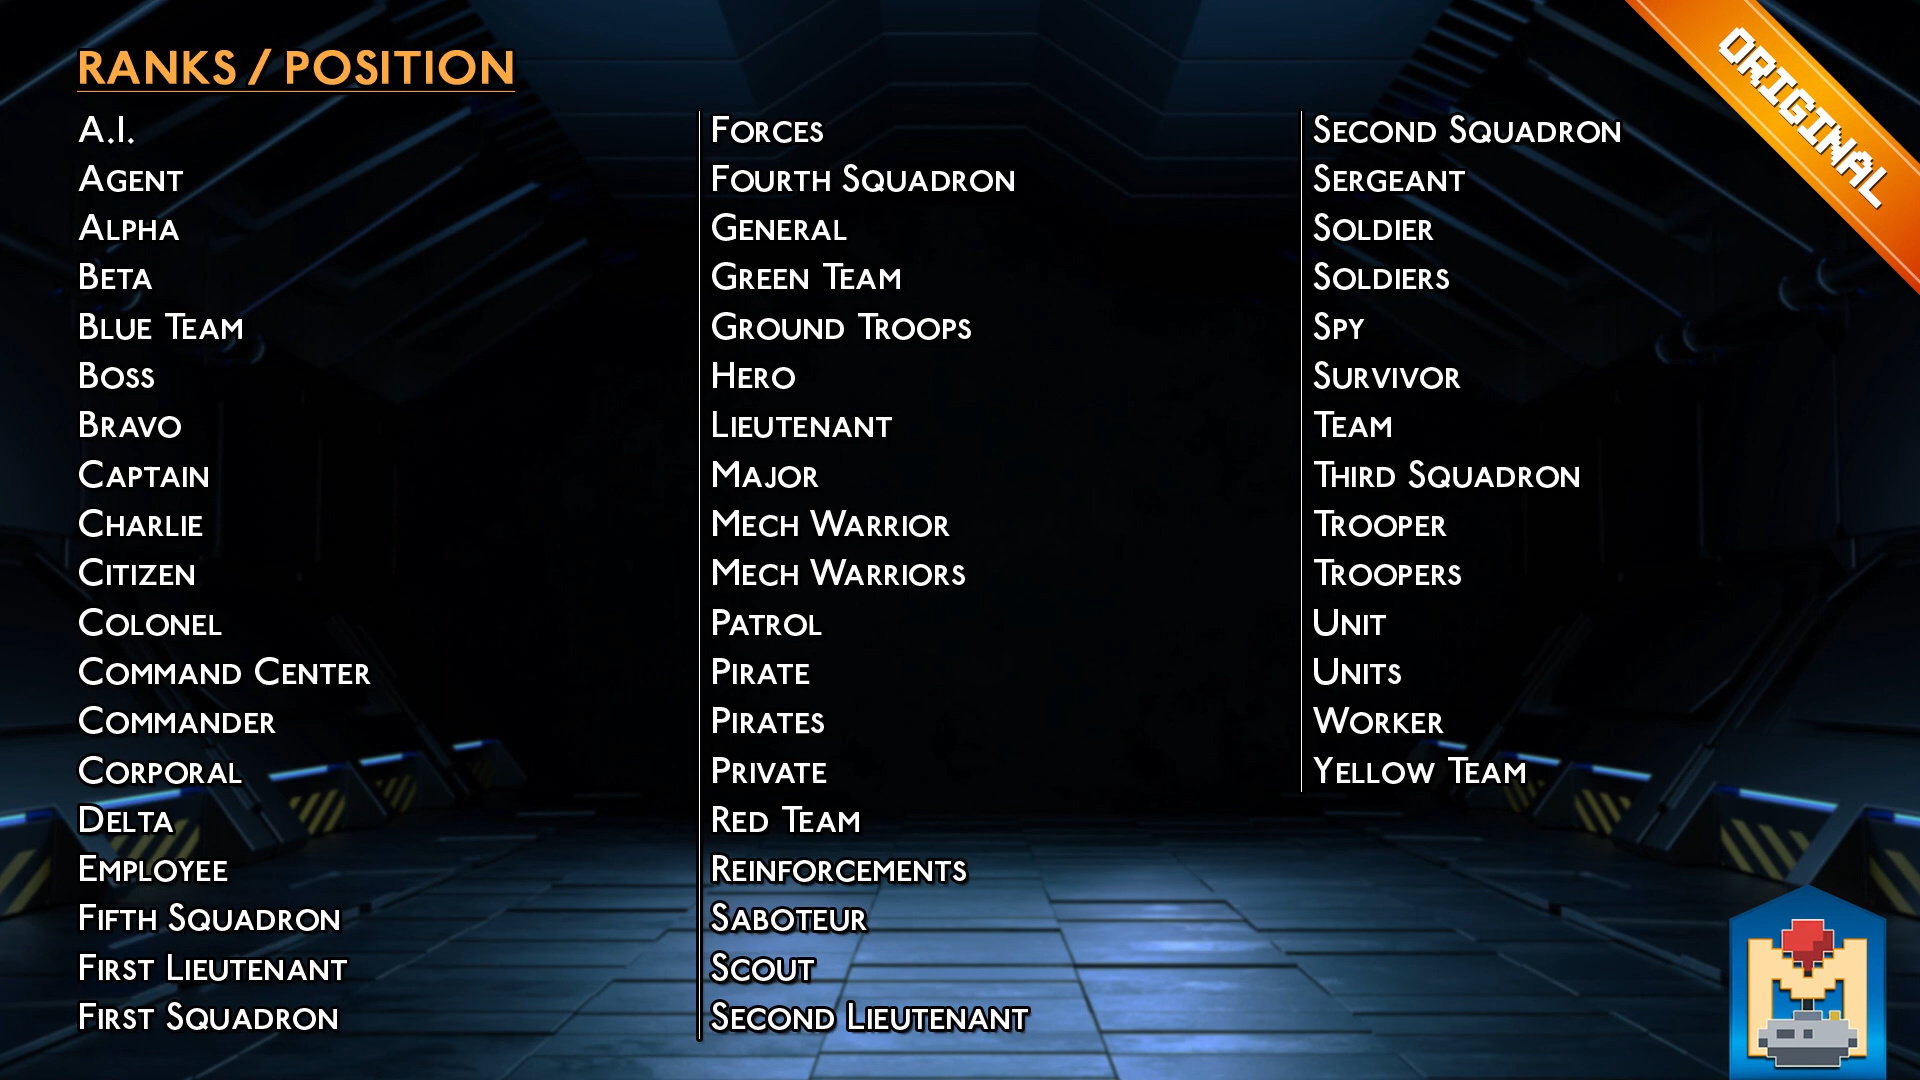 RANKS / POSITION
A.I.
AGENT
ALPHA
BETA
BLUE TEAM
BOSS
BRAVO
CAPTAIN
CHARLIE
CITIZEN
COLONEL
COMMAND CENTER
COMMANDER
CORPORAL
DELTA
EMPLOYEE
FIFTH SQUADRON
FIRST LIEUTENANT
FIRST SQUADRON
FORCES
FOURTH SQUADRON
GENERAL
GREEN TEAM
GROUND TROOPS
HERO
LIEUTENANT
MAJOR
MECH WARRIOR
MECH WARRIORS
PATROL
PIRATE
PIRATES
PRIVATE
RED TEAM
REINFORCEMENTS
SABOTEUR
SCOUT
SECOND LIEUTENANT
SECOND SQUADRON
SERGEANT
SOLDIER
SOLDIERS
SPY
SURVIVOR
TEAM
THIRD SQUADRON
TROOPER
TROOPERS
UNIT
UNITS
WORKER
YELLOW TEAM
ORIGINAL